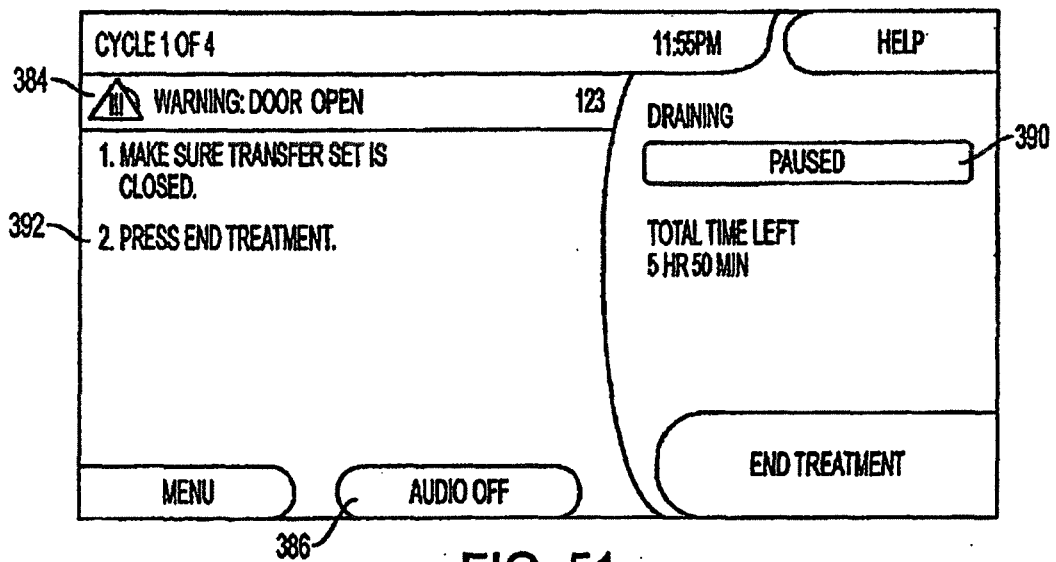 CYCLE 1 OF 4
11:55PM
HELP
384
WARNING: DOOR OPEN
123
1. MAKE SURE TRANSFER SET IS
CLOSED.
392
2. PRESS END TREATMENT.
DRAINING
PAUSED
390
TOTAL TIME LEFT
5 HR 50 MIN
MENU
AUDIO OFF
END TREATMENT
386
FIG. 51